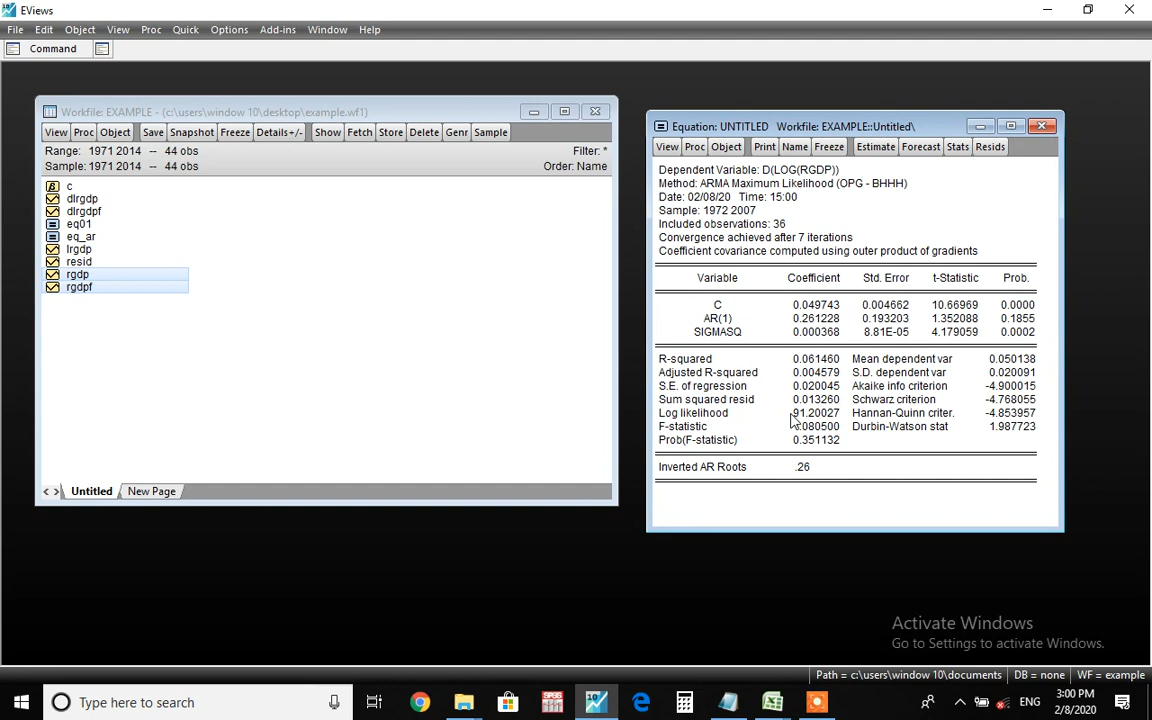 EViews
File Edit Object View Proc Quick Options Add-ins Window Help
Command
Workfile: EXAMPLE - (c:\users\window 10\desktop\example.wf1)
View Proc Object Save Snapshot Freeze Details+/- Show Fetch Store Delete Genr Sample
Range: 1971 2014 -- 44 obs Filter: *
Sample: 1971 2014 -- 44 obs Order: Name
c
dlrgdp
dlrgdpf
eq01
eq_ar
lrgdp
resid
rgdp
rgdpf
Untitled New Page
Equation: UNTITLED Workfile: EXAMPLE::Untitled\
View Proc Object Print Name Freeze Estimate Forecast Stats Resids
Dependent Variable: D(LOG(RGDP))
Method: ARMA Maximum Likelihood (OPG - BHHH)
Date: 02/08/20 Time: 15:00
Sample: 1972 2007
Included observations: 36
Convergence achieved after 7 iterations
Coefficient covariance computed using outer product of gradients
Variable Coefficient Std. Error t-Statistic Prob.
C 0.049743 0.004662 10.66969 0.0000
AR(1) 0.261228 0.193203 1.352088 0.1855
SIGMASQ 0.000368 8.81E-05 4.179059 0.0002
R-squared 0.061460 Mean dependent var 0.050138
Adjusted R-squared 0.004579 S.D. dependent var 0.020091
S.E. of regression 0.020045 Akaike info criterion -4.900015
Sum squared resid 0.013260 Schwarz criterion -4.768055
Log likelihood 91.20027 Hannan-Quinn criter. -4.853957
F-statistic .080500 Durbin-Watson stat 1.987723
Prob(F-statistic) 0.351132
Inverted AR Roots .26
Activate Windows
Go to Settings to activate Windows.
Path = c:\users\window 10\documents DB = none WF = example
Type here to search
ENG
3:00 PM
2/8/2020